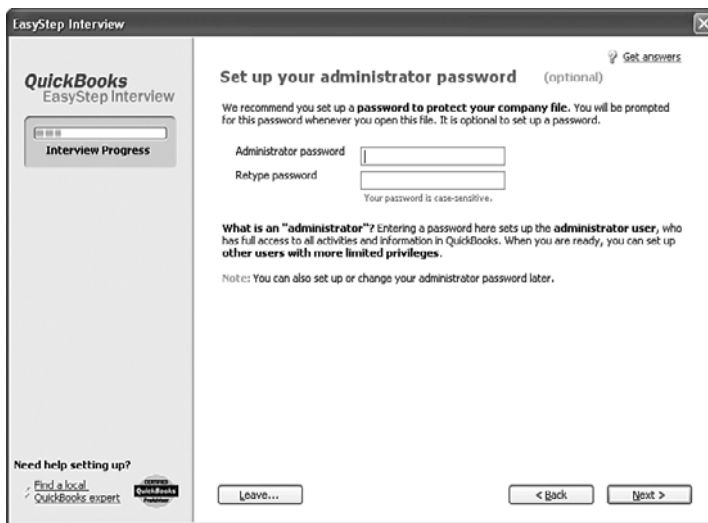 EasyStep Interview
Get answers
QuickBooks
EasyStep Interview
Interview Progress
Set up your administrator password (optional)
We recommend you set up a password to protect your company file. You will be prompted
for this password whenever you open this file. It is optional to set up a password.
Administrator password
Retype password
Your password is case-sensitive.
What is an "administrator"? Entering a password here sets up the administrator user, who
has full access to all activities and information in QuickBooks. When you are ready, you can set up
other users with more limited privileges.
Note: You can also set up or change your administrator password later.
Need help setting up?
Find a local
QuickBooks expert
CERTIFIED
QuickBooks
ProAdvisor
Leave...
< Back
Next >